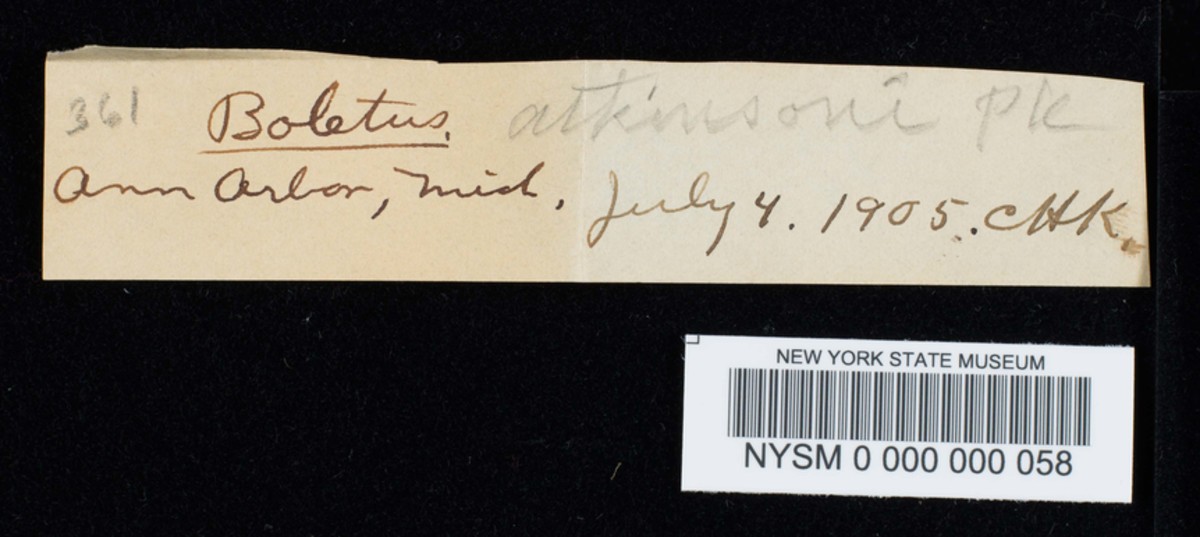 361 Boletus. atkinsoni Pk
Ann Arbor, Mich. July 4. 1905. CHK.
NEW YORK STATE MUSEUM
NYSM 0 000 000 058